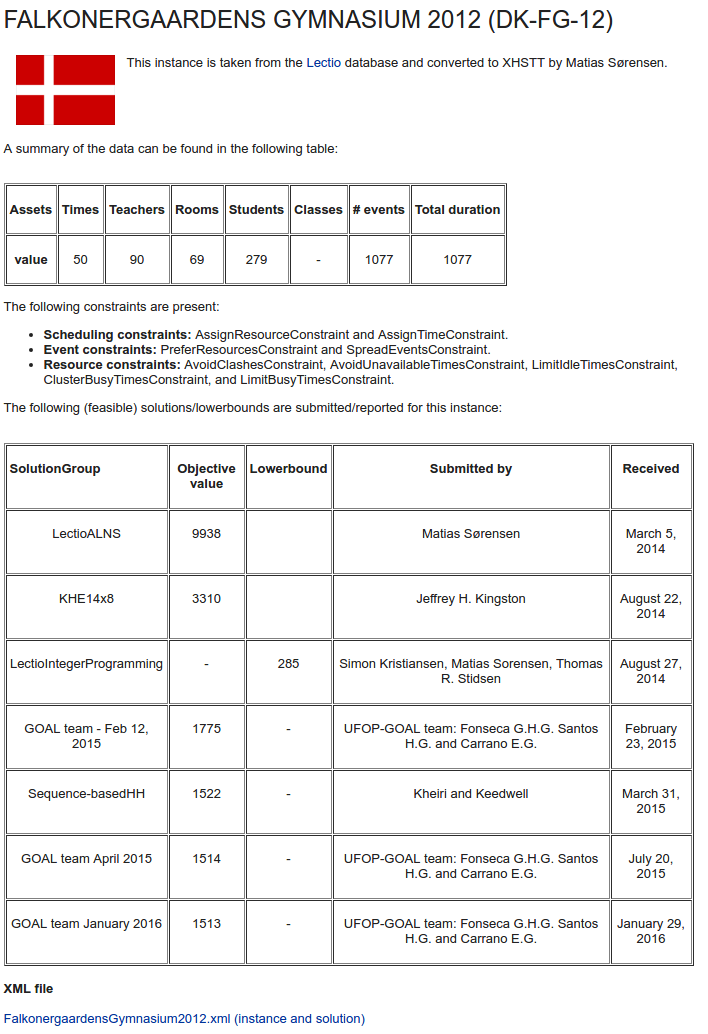 FALKONERGAARDENS GYMNASIUM 2012 (DK-FG-12)
This instance is taken from the Lectio database and converted to XHSTT by Matias Sørensen.
A summary of the data can be found in the following table:
Assets Times Teachers Rooms Students Classes # events Total duration
value 50 90 69 279 - 1077 1077
The following constraints are present:
• Scheduling constraints: AssignResourceConstraint and AssignTimeConstraint.
• Event constraints: PreferResourcesConstraint and SpreadEventsConstraint.
• Resource constraints: AvoidClashesConstraint, AvoidUnavailableTimesConstraint, LimitIdleTimesConstraint,
ClusterBusyTimesConstraint, and LimitBusyTimesConstraint.
The following (feasible) solutions/lowerbounds are submitted/reported for this instance:
SolutionGroup Objective Lowerbound Submitted by Received
value
LectioALNS 9938 Matias Sørensen March 5,
2014
KHE14x8 3310 Jeffrey H. Kingston August 22,
2014
LectioIntegerProgramming - 285 Simon Kristiansen, Matias Sorensen, Thomas August 27,
R. Stidsen 2014
GOAL team - Feb 12, 1775 - UFOP-GOAL team: Fonseca G.H.G. Santos February
2015 H.G. and Carrano E.G. 23, 2015
Sequence-basedHH 1522 - Kheiri and Keedwell March 31,
2015
GOAL team April 2015 1514 - UFOP-GOAL team: Fonseca G.H.G. Santos July 20,
H.G. and Carrano E.G. 2015
GOAL team January 2016 1513 - UFOP-GOAL team: Fonseca G.H.G. Santos January 29,
H.G. and Carrano E.G. 2016
XML file
FalkonergaardensGymnasium2012.xml (instance and solution)